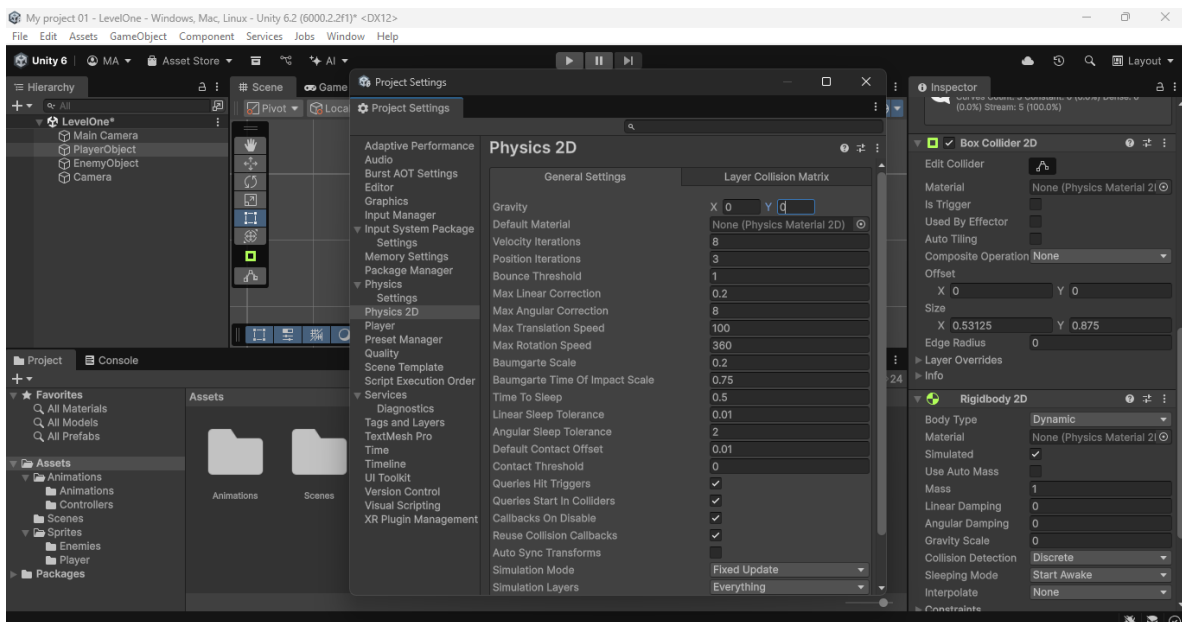 My project 01 - LevelOne - Windows, Mac, Linux - Unity 6.2 (6000.2.2f1)* <DX12>
File Edit Assets GameObject Component Services Jobs Window Help
Unity 6 MA Asset Store AI Layout
Hierarchy
All
LevelOne*
Main Camera
PlayerObject
EnemyObject
Camera
Scene Game
Pivot Loca
Project Settings
Project Settings
Adaptive Performance
Audio
Burst AOT Settings
Editor
Graphics
Input Manager
Input System Package
Settings
Memory Settings
Package Manager
Physics
Settings
Physics 2D
Player
Preset Manager
Quality
Scene Template
Script Execution Order
Services
Diagnostics
Tags and Layers
TextMesh Pro
Time
Timeline
UI Toolkit
Version Control
Visual Scripting
XR Plugin Management
Physics 2D
General Settings Layer Collision Matrix
Gravity X 0 Y 0
Default Material None (Physics Material 2D)
Velocity Iterations 8
Position Iterations 3
Bounce Threshold 1
Max Linear Correction 0.2
Max Angular Correction 8
Max Translation Speed 100
Max Rotation Speed 360
Baumgarte Scale 0.2
Baumgarte Time Of Impact Scale 0.75
Time To Sleep 0.5
Linear Sleep Tolerance 0.01
Angular Sleep Tolerance 2
Default Contact Offset 0.01
Contact Threshold 0
Queries Hit Triggers
Queries Start In Colliders
Callbacks On Disable
Reuse Collision Callbacks
Auto Sync Transforms
Simulation Mode Fixed Update
Simulation Layers Everything
Project Console
24
Favorites
All Materials
All Models
All Prefabs
Assets
Animations
Animations
Controllers
Scenes
Sprites
Enemies
Player
Packages
Assets
Animations Scenes
Inspector
(0.0%) Stream: 5 (100.0%)
Box Collider 2D
Edit Collider
Material None (Physics Material 2
Is Trigger
Used By Effector
Auto Tiling
Composite Operation None
Offset
X 0 Y 0
Size
X 0.53125 Y 0.875
Edge Radius 0
Layer Overrides
Info
Rigidbody 2D
Body Type Dynamic
Material None (Physics Material 2
Simulated
Use Auto Mass
Mass 1
Linear Damping 0
Angular Damping 0
Gravity Scale 0
Collision Detection Discrete
Sleeping Mode Start Awake
Interpolate None
Constraints